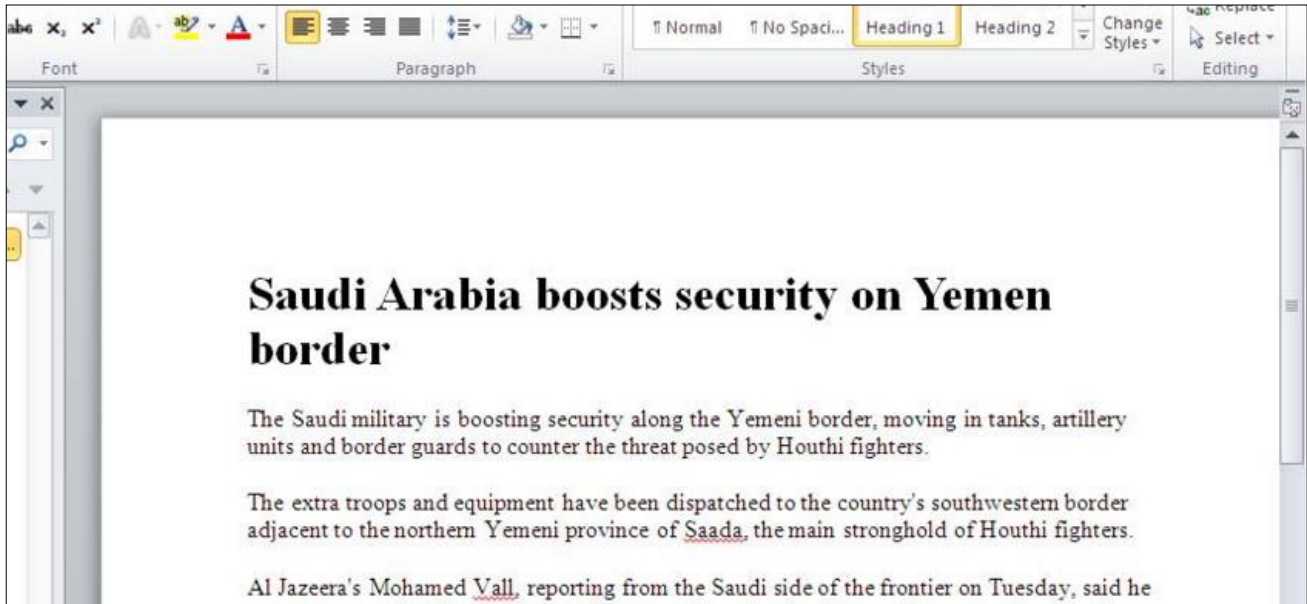 abe x₂ x² A ab A ¶ Normal ¶ No Spaci... Heading 1 Heading 2 Change Styles Replace
Select
Font Paragraph Styles Editing
Saudi Arabia boosts security on Yemen
border
The Saudi military is boosting security along the Yemeni border, moving in tanks, artillery
units and border guards to counter the threat posed by Houthi fighters.
The extra troops and equipment have been dispatched to the country's southwestern border
adjacent to the northern Yemeni province of Saada, the main stronghold of Houthi fighters.
Al Jazeera's Mohamed Vall, reporting from the Saudi side of the frontier on Tuesday, said he